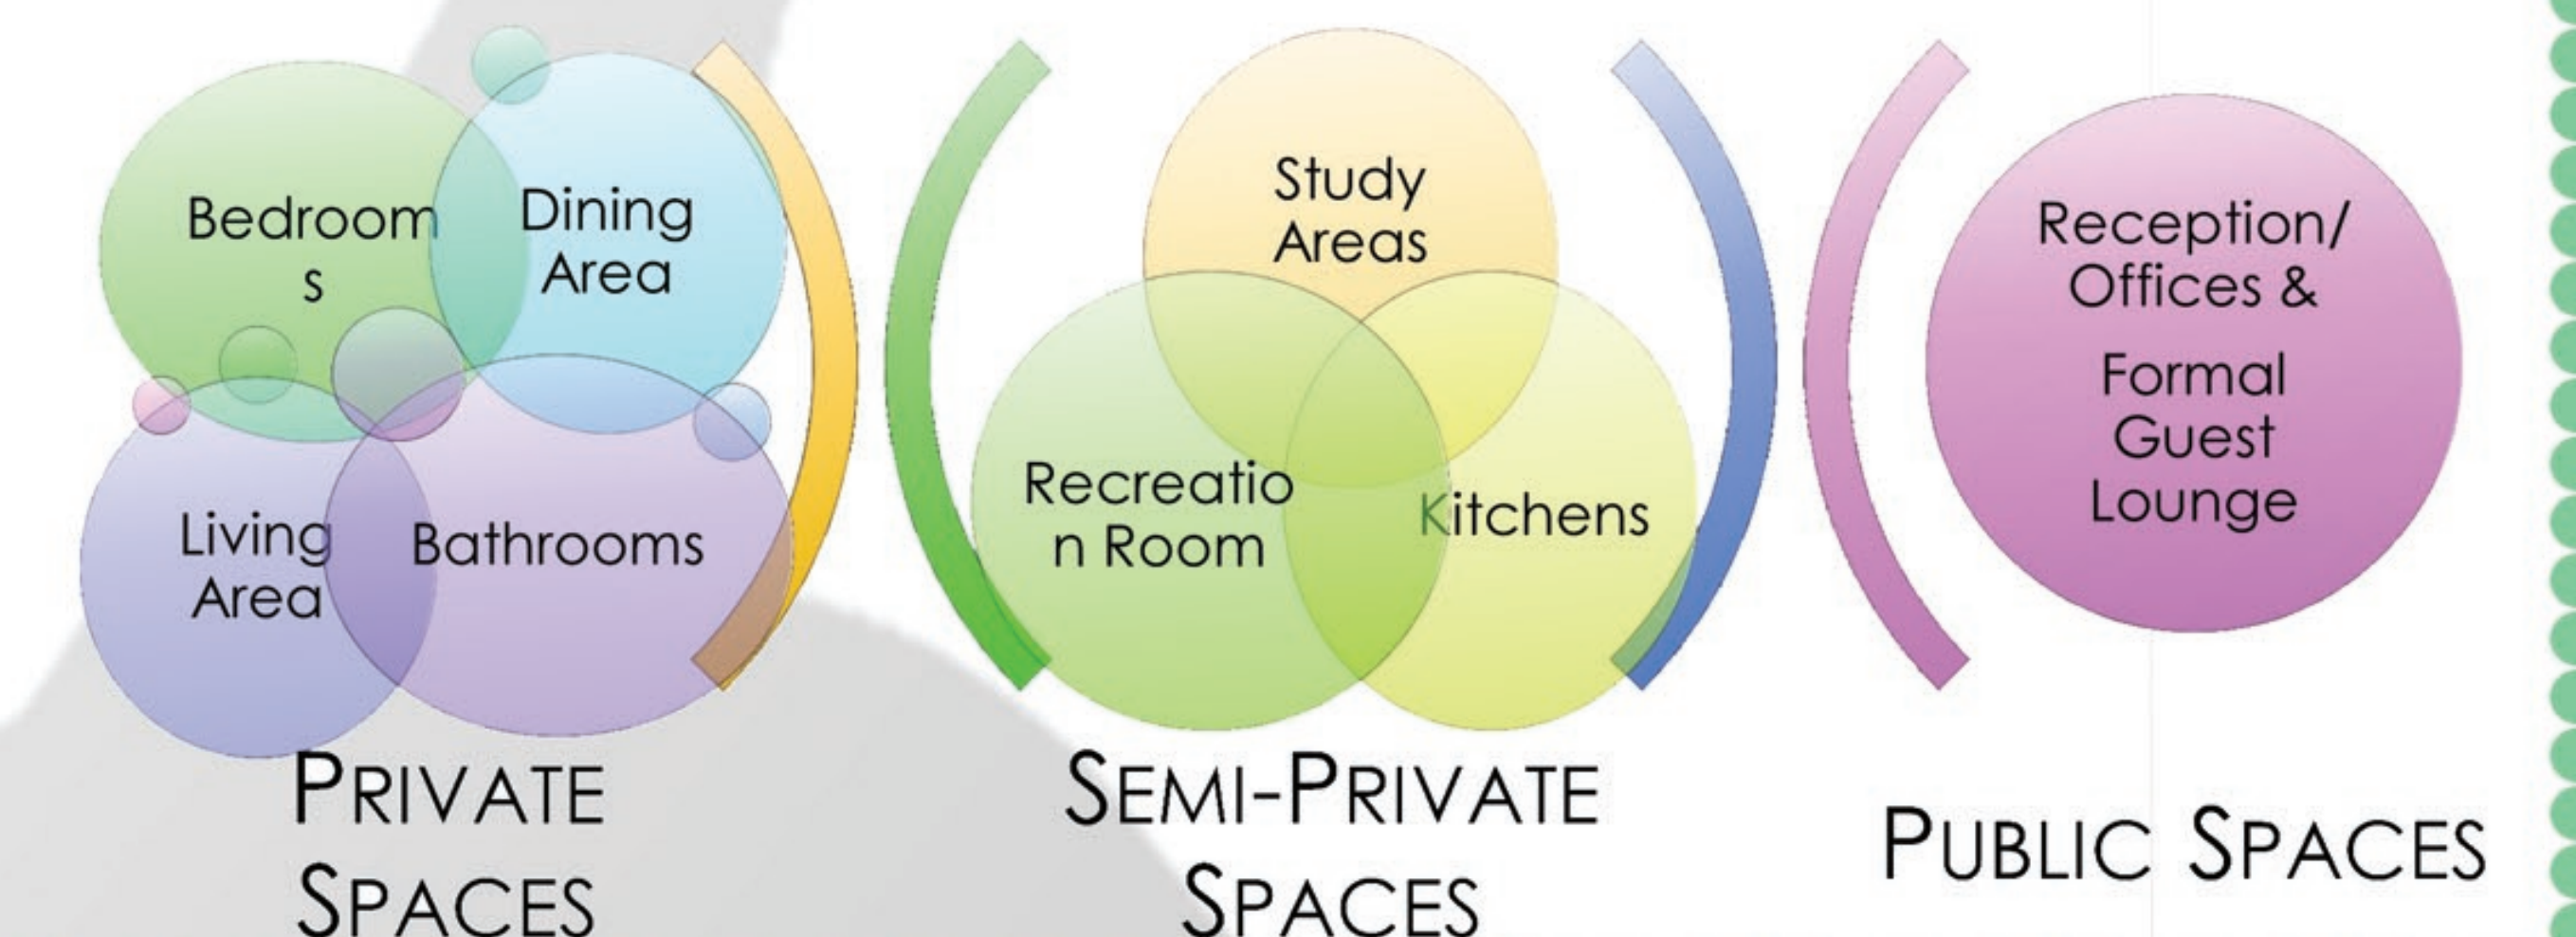 Bedroom
s
Dining
Area
Living
Area
Bathrooms
PRIVATE
SPACES
Study
Areas
Recreatio
n Room
Kitchens
SEMI-PRIVATE
SPACES
Reception/
Offices &
Formal
Guest
Lounge
PUBLIC SPACES